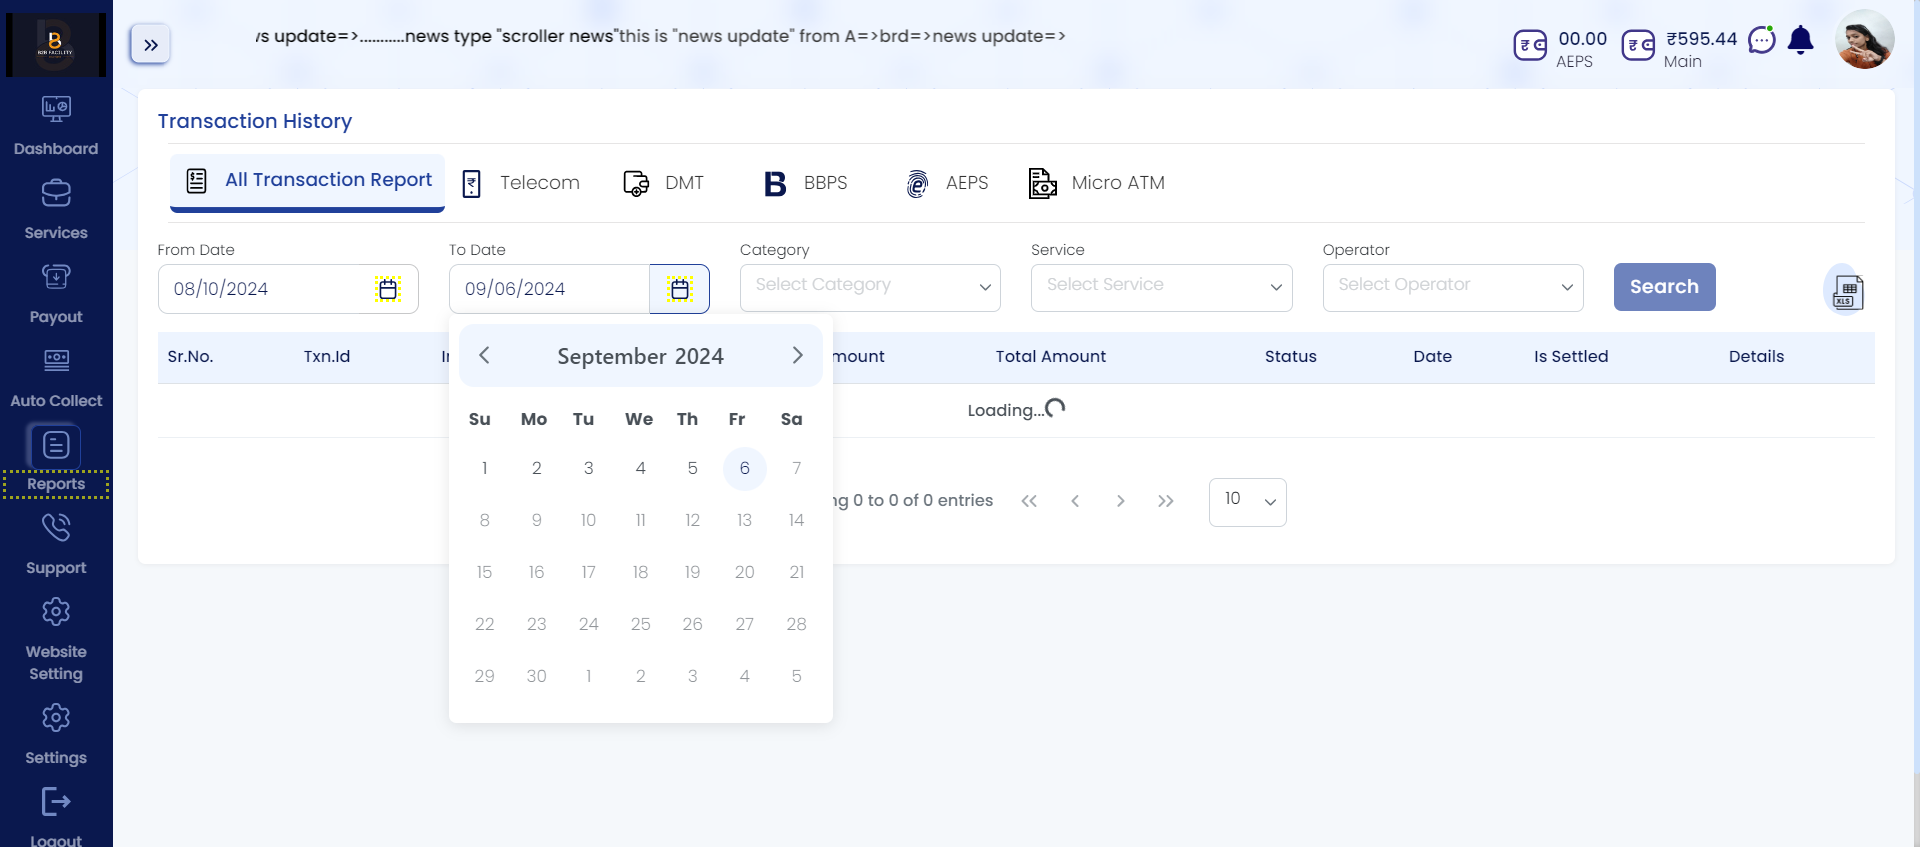 B2B FACILITY
Dashboard
Services
Payout
Auto Collect
Reports
Support
Website
Setting
Settings
Logout
vs update=>...........news type "scroller news"this is "news update" from A=>brd=>news update=>
00.00
AEPS
₹595.44
Main
Transaction History
All Transaction Report
Telecom
DMT
BBPS
AEPS
Micro ATM
From Date
To Date
Category
Service
Operator
08/10/2024
09/06/2024
Select Category
Select Service
Select Operator
Search
XLS
Sr.No.
Txn.Id
mount
Total Amount
Status
Date
Is Settled
Details
Loading...
September 2024
Su Mo Tu We Th Fr Sa
1 2 3 4 5 6 7
8 9 10 11 12 13 14
15 16 17 18 19 20 21
22 23 24 25 26 27 28
29 30 1 2 3 4 5
ng 0 to 0 of 0 entries
10